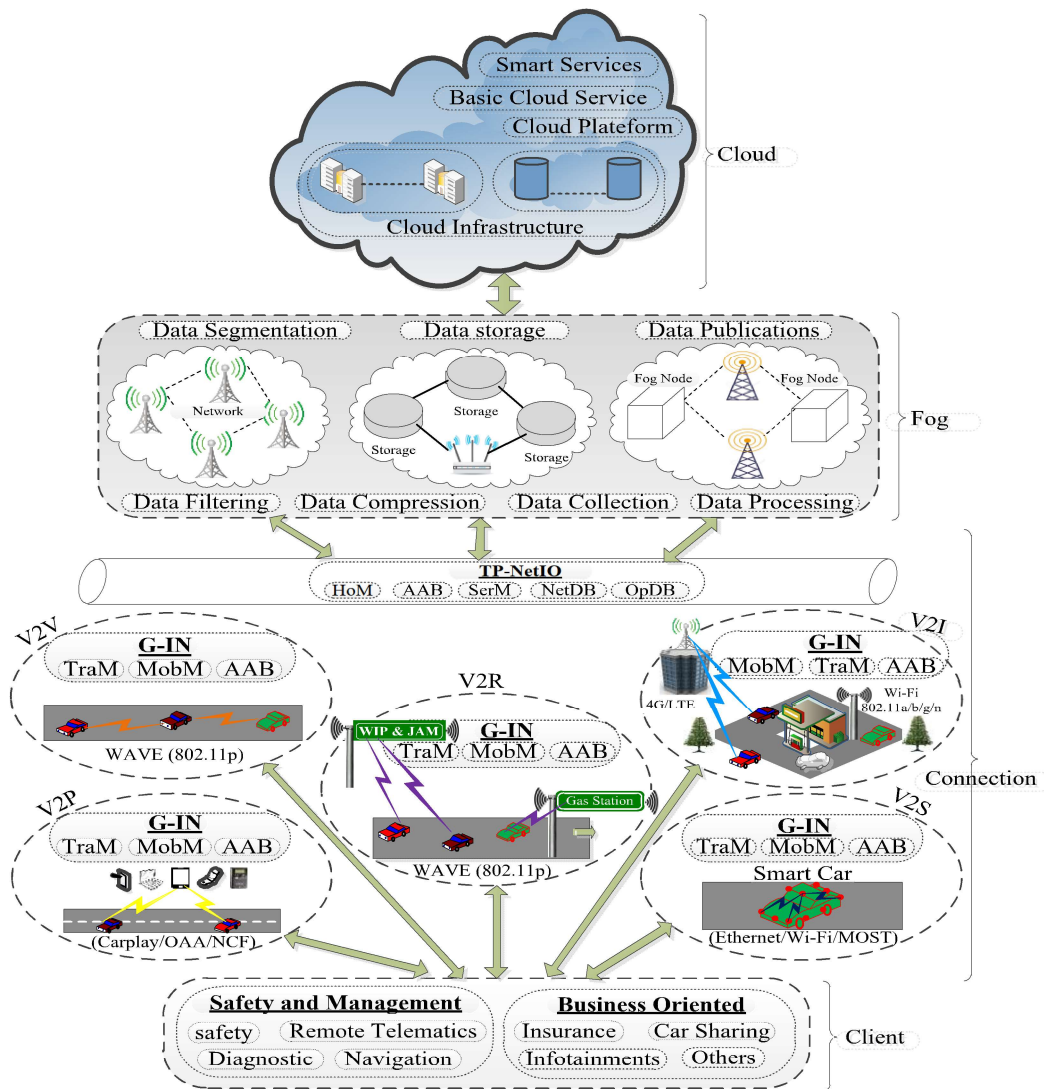 Smart Services
Basic Cloud Service
Cloud Plateform
Cloud Infrastructure
Cloud
Data Segmentation
Data storage
Data Publications
Network
Storage
Storage
Storage
Fog Node
Fog Node
Fog
Data Filtering
Data Compression
Data Collection
Data Processing
TP-NetIO
HoM AAB SerM NetDB OpDB
V2V
G-IN
TraM MobM AAB
WAVE (802.11p)
V2I
G-IN
MobM TraM AAB
4G/LTE
Wi-Fi
802.11a/b/g/n
V2R
G-IN
TraM MobM AAB
WIP & JAM
Gas Station
WAVE (802.11p)
Connection
V2P
G-IN
TraM MobM AAB
(Carplay/OAA/NCF)
V2S
G-IN
TraM MobM AAB
Smart Car
(Ethernet/Wi-Fi/MOST)
Safety and Management
safety Remote Telematics
Diagnostic Navigation
Business Oriented
Insurance Car Sharing
Infotainments Others
Client